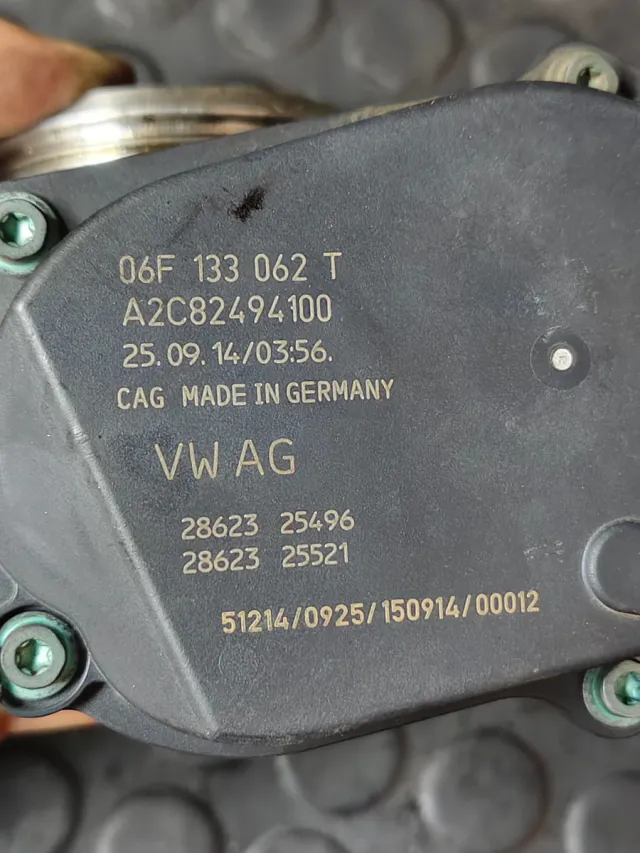 06F 133 062 T
A2C82494100
25.09.14/03:56.
CAG MADE IN GERMANY
VW AG
28623 25496
28623 25521
51214/0925/150914/00012